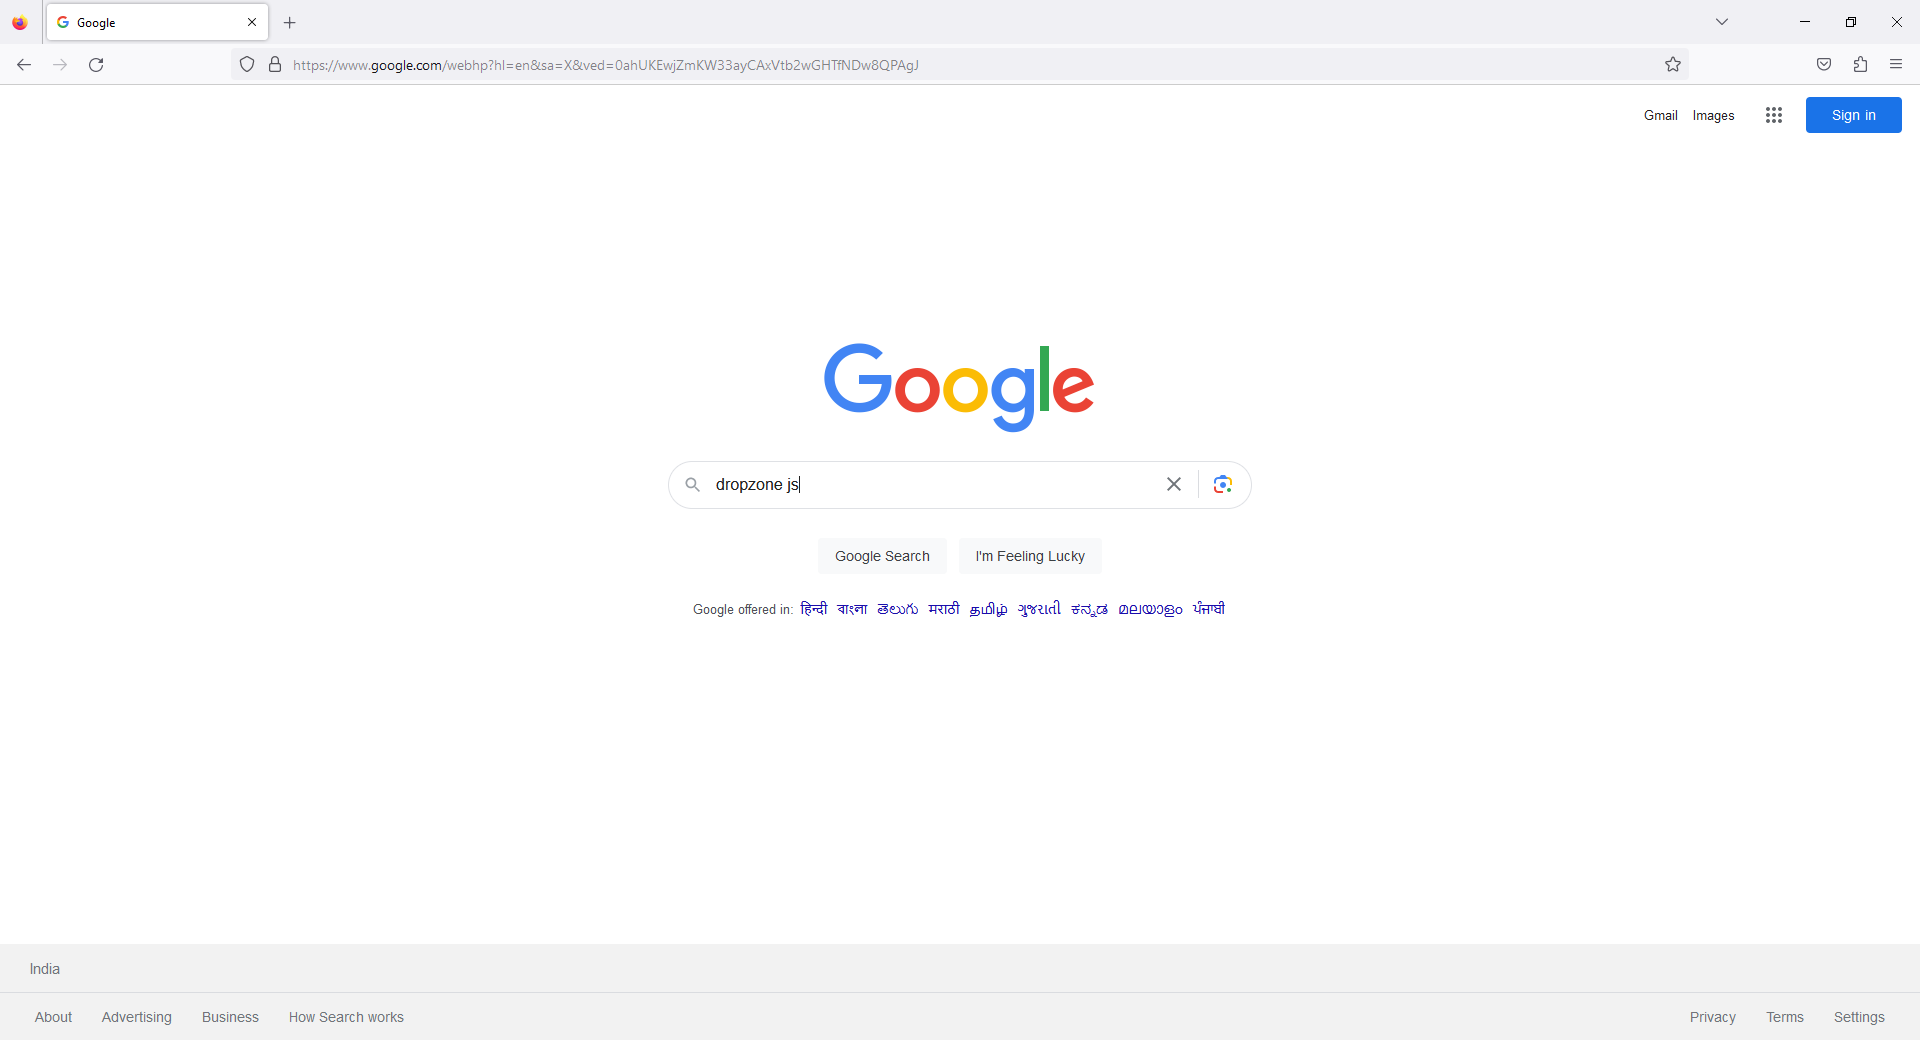 Google
https://www.google.com/webhp?hl=en&sa=X&ved=0ahUKEwjZmKW33ayCAxVtb2wGHTfNDw8QPAgJ
Gmail Images Sign in
Google
dropzone js
Google Search I'm Feeling Lucky
Google offered in: हिन्दी বাংলা తెలుగు मराठी தமிழ் ગુજરાતી ಕನ್ನಡ മലയാളം ਪੰਜਾਬੀ
India
About Advertising Business How Search works Privacy Terms Settings